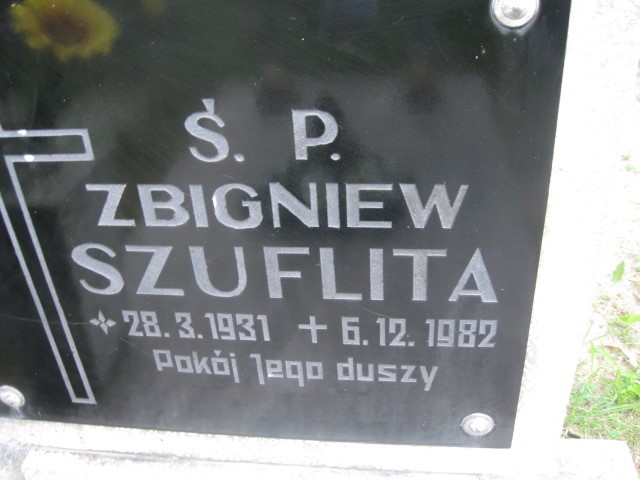 Ś. P.
ZBIGNIEW
SZUFLITA
28.3.1931 + 6.12.1982
Pokój Jego duszy